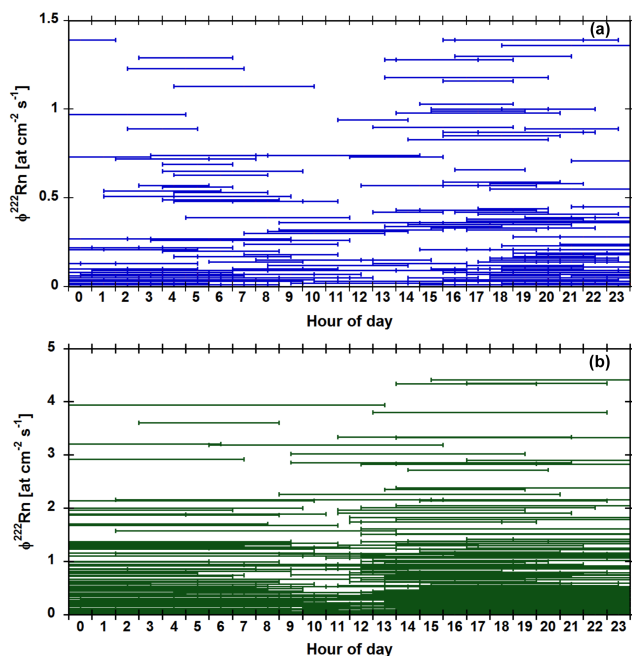 (a)
ϕ²²²Rn [at cm⁻² s⁻¹]
1.5
1
0.5
0
0 1 2 3 4 5 6 7 8 9 10 11 12 13 14 15 16 17 18 19 20 21 22 23
Hour of day
(b)
ϕ²²²Rn [at cm⁻² s⁻¹]
5
4
3
2
1
0
0 1 2 3 4 5 6 7 8 9 10 11 12 13 14 15 16 17 18 19 20 21 22 23
Hour of day